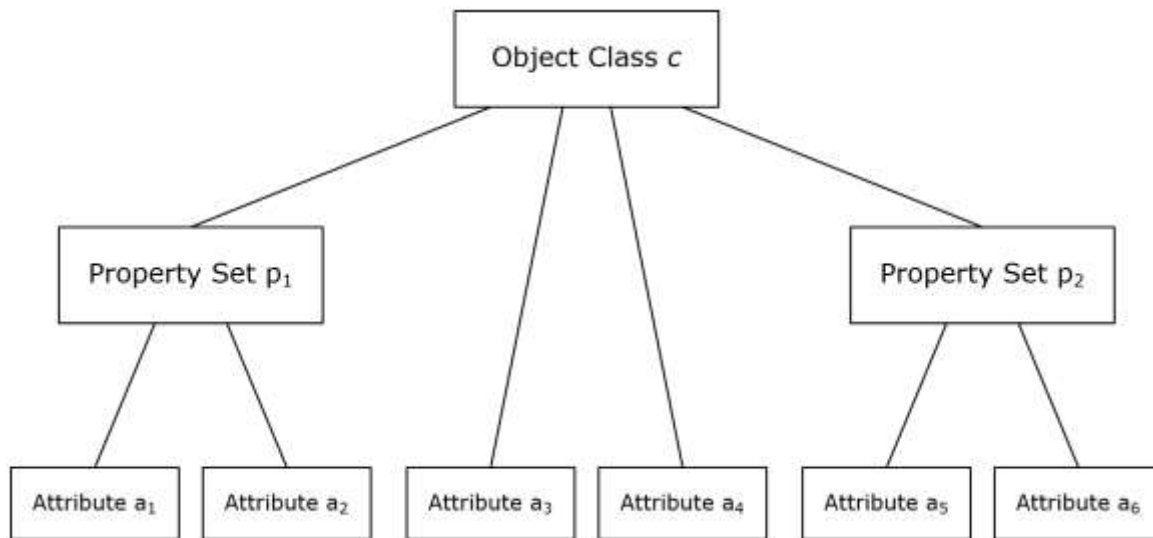 Object Class c
Property Set p₁
Property Set p₂
Attribute a₁
Attribute a₂
Attribute a₃
Attribute a₄
Attribute a₅
Attribute a₆